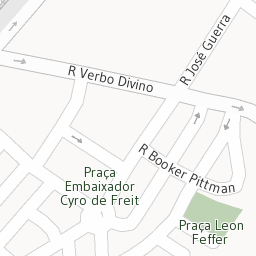 R José Guerra
R Verbo Divino
R Booker Pittman
Praça
Embaixador
Cyro de Freit
Praça Leon
Feffer